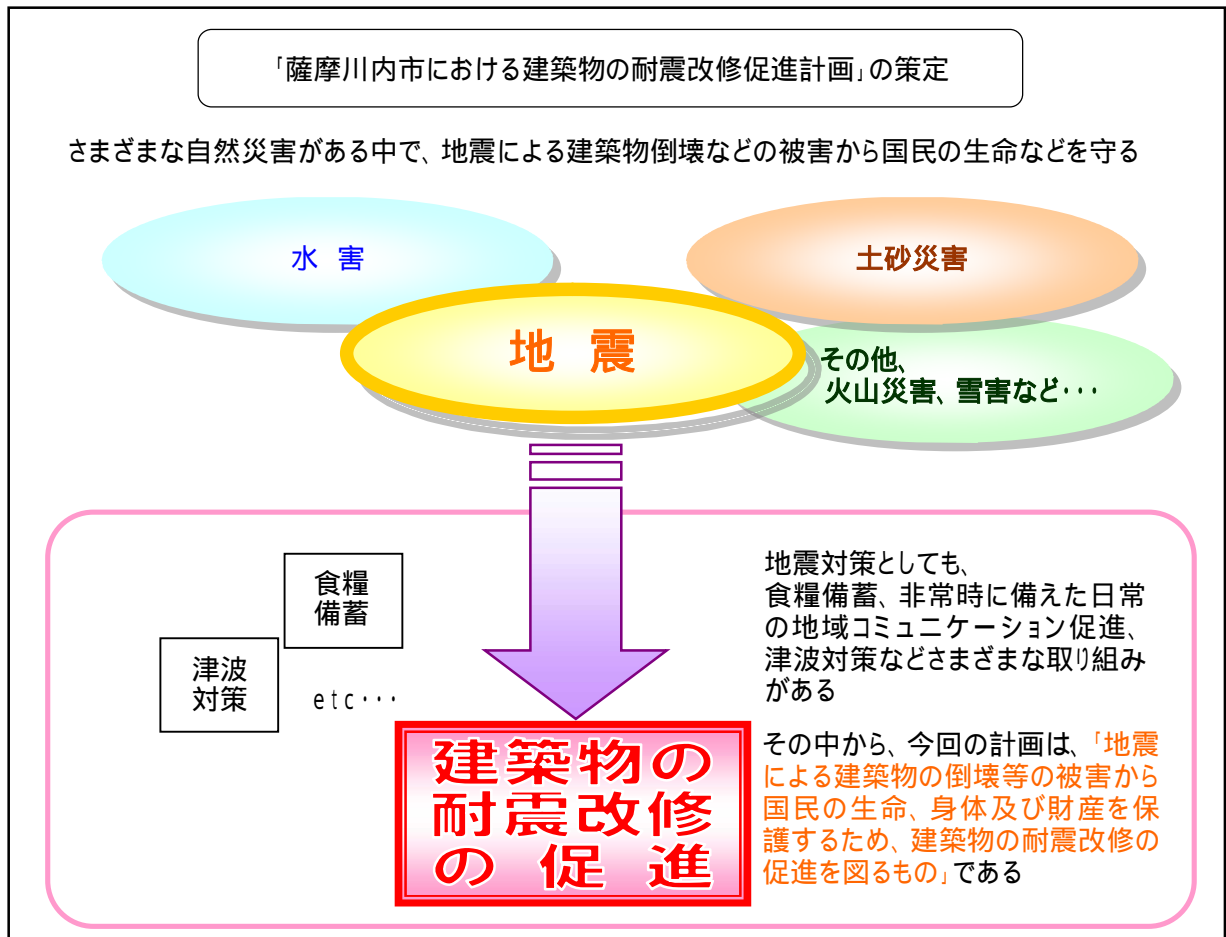 「薩摩川内市における建築物の耐震改修促進計画」の策定
さまざまな自然災害がある中で、地震による建築物倒壊などの被害から国民の生命などを守る
水 害
土砂災害
地 震
その他、
火山災害、雪害など･･･
食糧
備蓄
津波
対策
etc･･･
建築物の
耐震改修
の 促 進
地震対策としても、
食糧備蓄、非常時に備えた日常
の地域コミュニケーション促進、
津波対策などさまざまな取り組み
がある
その中から、今回の計画は、「地震
による建築物の倒壊等の被害から
国民の生命、身体及び財産を保
護するため、建築物の耐震改修の
促進を図るもの」である